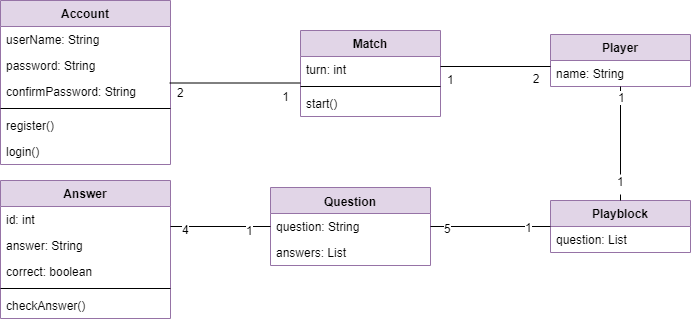 Account
userName: String
password: String
confirmPassword: String
register()
login()
2
1
Match
turn: int
start()
1
2
Player
name: String
1
1
Answer
id: int
answer: String
correct: boolean
checkAnswer()
4
1
Question
question: String
answers: List
5
1
Playblock
question: List